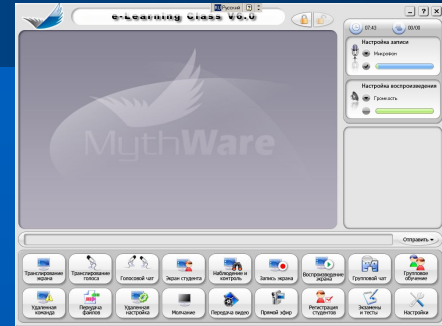 RU Русский
e-Learning Class V6.0
07:43
00/00
Настройка записи
Микрофон
Настройка воспроизведения
Громкость
MythWare
Отправить
Транслирование экрана
Транслирование голоса
Голосовой чат
Экран студента
Наблюдение и контроль
Запись экрана
Воспроизведение экрана
Групповой чат
Групповое обучение
Удаленная команда
Передача файлов
Удаленная настройка
Молчание
Передача видео
Прямой эфир
Регистрация студентов
Экзамены и тесты
Настройки